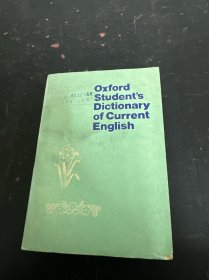 Oxford
Student's
Dictionary
of Current
English